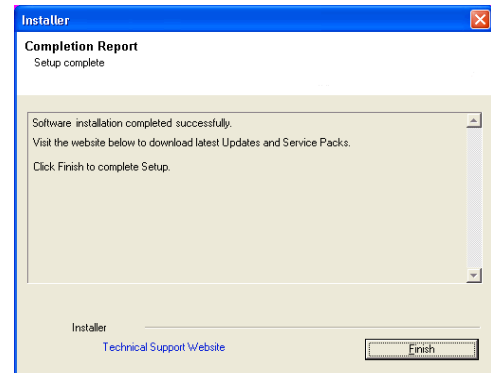 Installer
Completion Report
Setup complete
Software installation completed successfully.
Visit the website below to download latest Updates and Service Packs.
Click Finish to complete Setup.
Installer
Technical Support Website
Finish